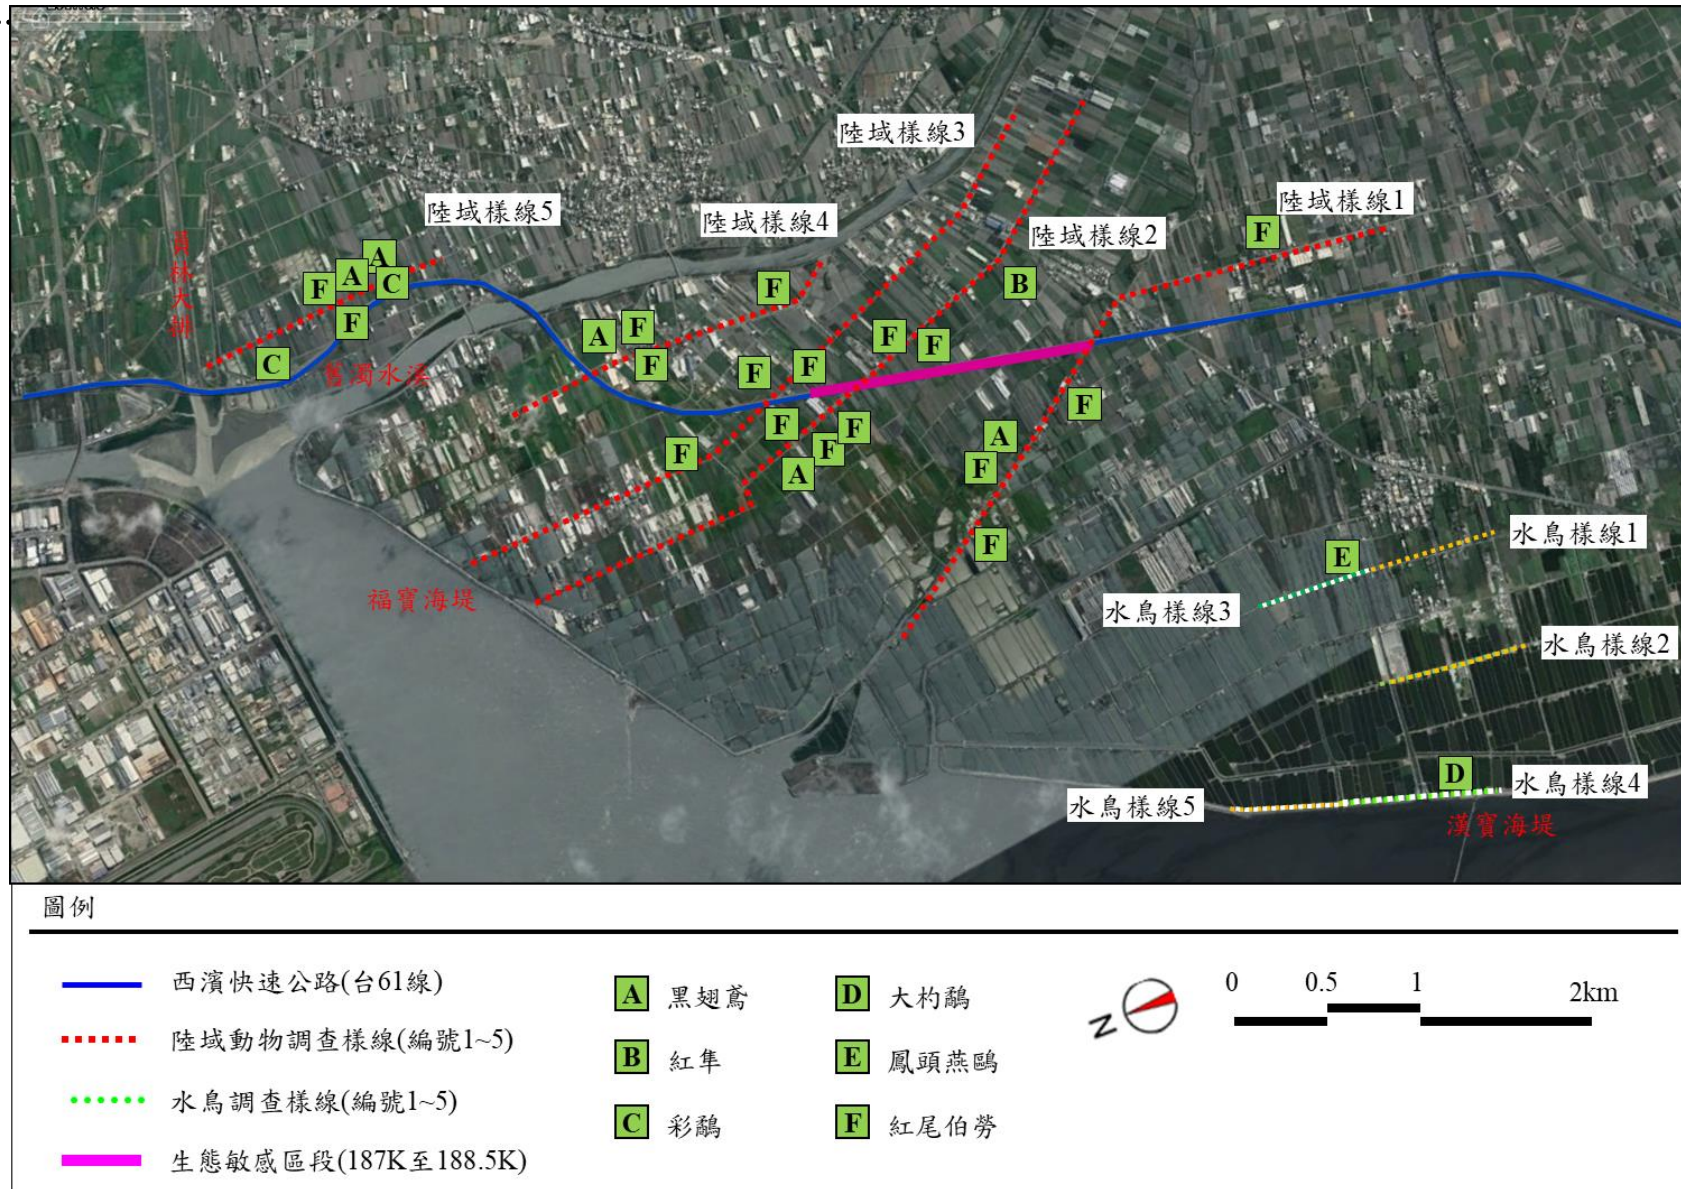 陸域樣線3
陸域樣線5
陸域樣線4
陸域樣線2
陸域樣線1
員林大排
F
A
A
C
F
C
F
B
F
A
F
F
F
F
F
F
舊濁水溪
F
F
F
F
A
F
A
F
F
F
福寶海堤
E
水鳥樣線1
水鳥樣線3
水鳥樣線2
D
水鳥樣線4
水鳥樣線5
漢寶海堤
圖例
西濱快速公路(台61線)
陸域動物調查樣線(編號1~5)
水鳥調查樣線(編號1~5)
生態敏感區段(187K至188.5K)
A 黑翅鳶
B 紅隼
C 彩鷸
D 大杓鷸
E 鳳頭燕鷗
F 紅尾伯勞
N
0 0.5 1 2km